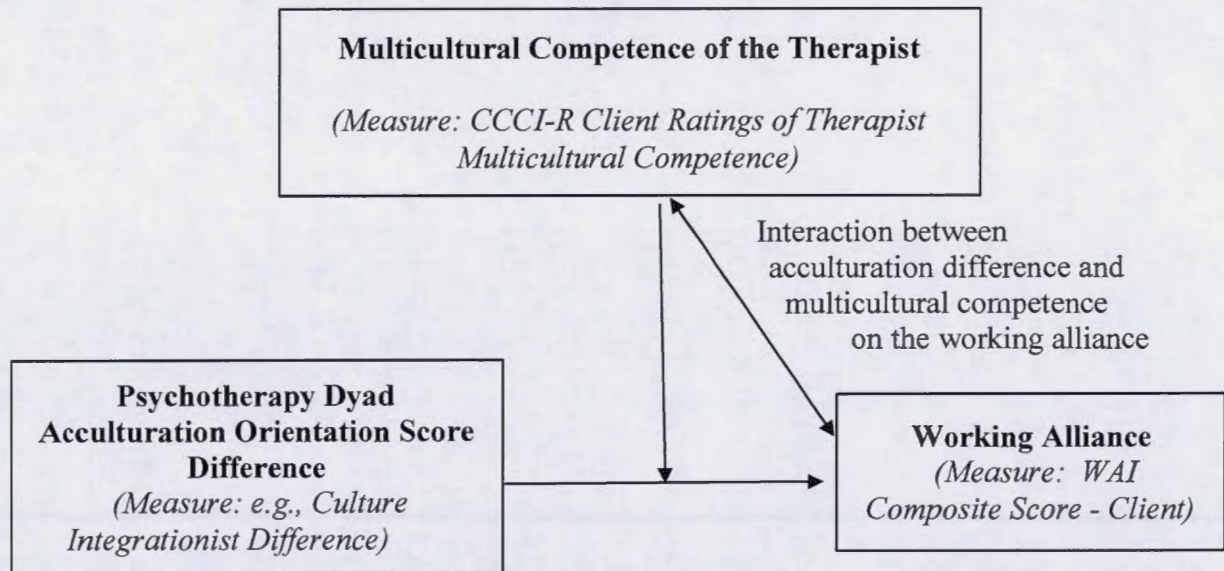 Multicultural Competence of the Therapist
(Measure: CCCI-R Client Ratings of Therapist
Multicultural Competence)
Interaction between
acculturation difference and
multicultural competence
on the working alliance
Psychotherapy Dyad
Acculturation Orientation Score
Difference
(Measure: e.g., Culture
Integrationist Difference)
Working Alliance
(Measure: WAI
Composite Score - Client)